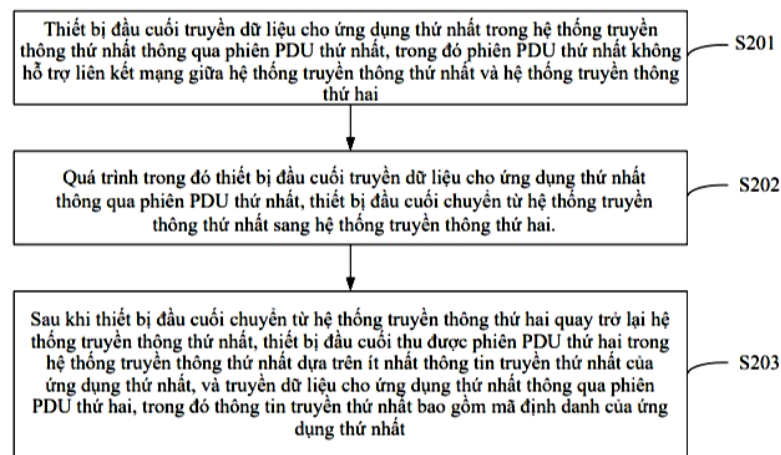 Thiết bị đầu cuối truyền dữ liệu cho ứng dụng thứ nhất trong hệ thống truyền
thông thứ nhất thông qua phiên PDU thứ nhất, trong đó phiên PDU thứ nhất không
hỗ trợ liên kết mạng giữa hệ thống truyền thông thứ nhất và hệ thống truyền thông
thứ hai
S201
Quá trình trong đó thiết bị đầu cuối truyền dữ liệu cho ứng dụng thứ nhất
thông qua phiên PDU thứ nhất, thiết bị đầu cuối chuyển từ hệ thống truyền
thông thứ nhất sang hệ thống truyền thông thứ hai.
S202
Sau khi thiết bị đầu cuối chuyển từ hệ thống truyền thông thứ hai quay trở lại hệ
thống truyền thông thứ nhất, thiết bị đầu cuối thu được phiên PDU thứ hai trong
hệ thống truyền thông thứ nhất dựa trên ít nhất thông tin truyền thứ nhất của
ứng dụng thứ nhất, và truyền dữ liệu cho ứng dụng thứ nhất thông qua phiên
PDU thứ hai, trong đó thông tin truyền thứ nhất bao gồm mã định danh của ứng
dụng thứ nhất
S203